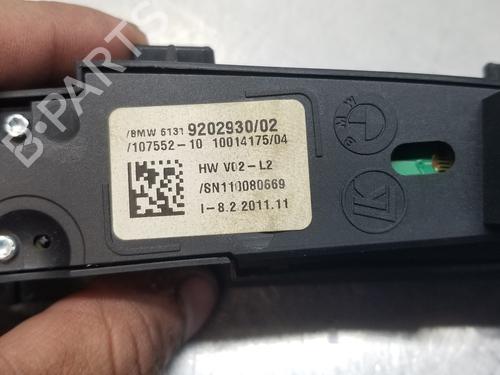 /BMW 6131 9202930/02
/107552-10 10014175/04
HW V02-L2
/SN110080669
I-8.2 2011.11
B-PARTS